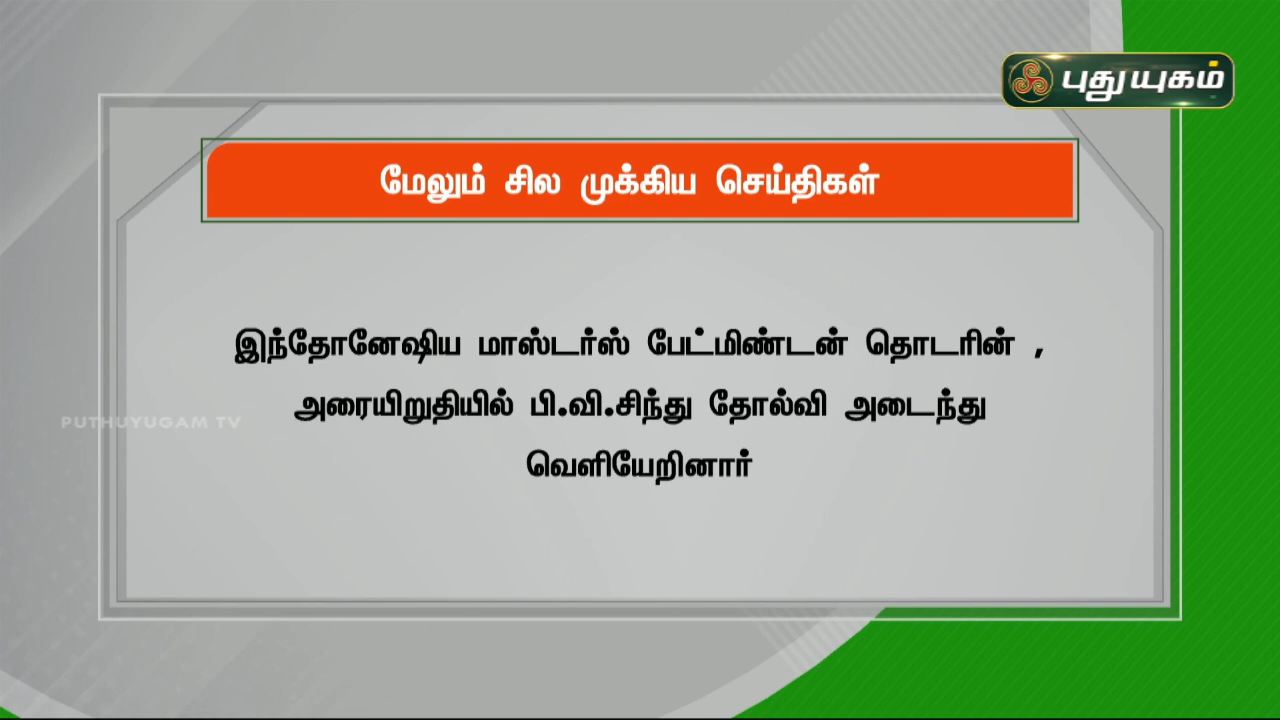 புதுயுகம்
மேலும் சில முக்கிய செய்திகள்
இந்தோனேஷிய மாஸ்டர்ஸ் பேட்மிண்டன் தொடரின் ,
அரையிறுதியில் பி.வி.சிந்து தோல்வி அடைந்து
வெளியேறினார்
PUTHUYUGAM TV